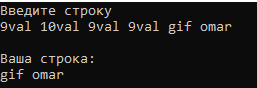 Введите строку
9val 10val 9val 9val gif omar
Ваша строка:
gif omar